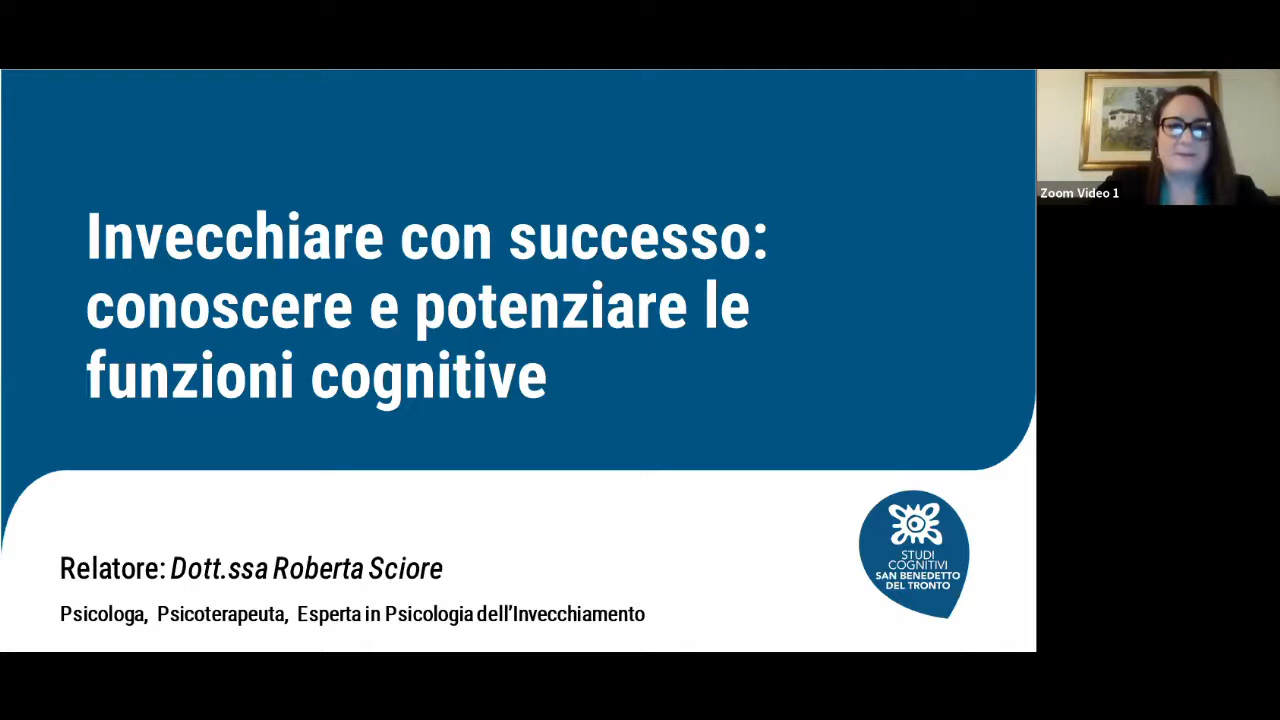 Invecchiare con successo:
conoscere e potenziare le
funzioni cognitive
Relatore: Dott.ssa Roberta Sciore
Psicologa, Psicoterapeuta, Esperta in Psicologia dell'Invecchiamento
STUDI
COGNITIVI
SAN BENEDETTO
DEL TRONTO
Zoom Video 1